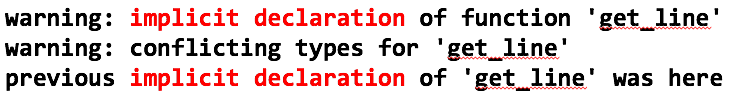 warning: implicit declaration of function 'get_line'
warning: conflicting types for 'get_line'
previous implicit declaration of 'get_line' was here